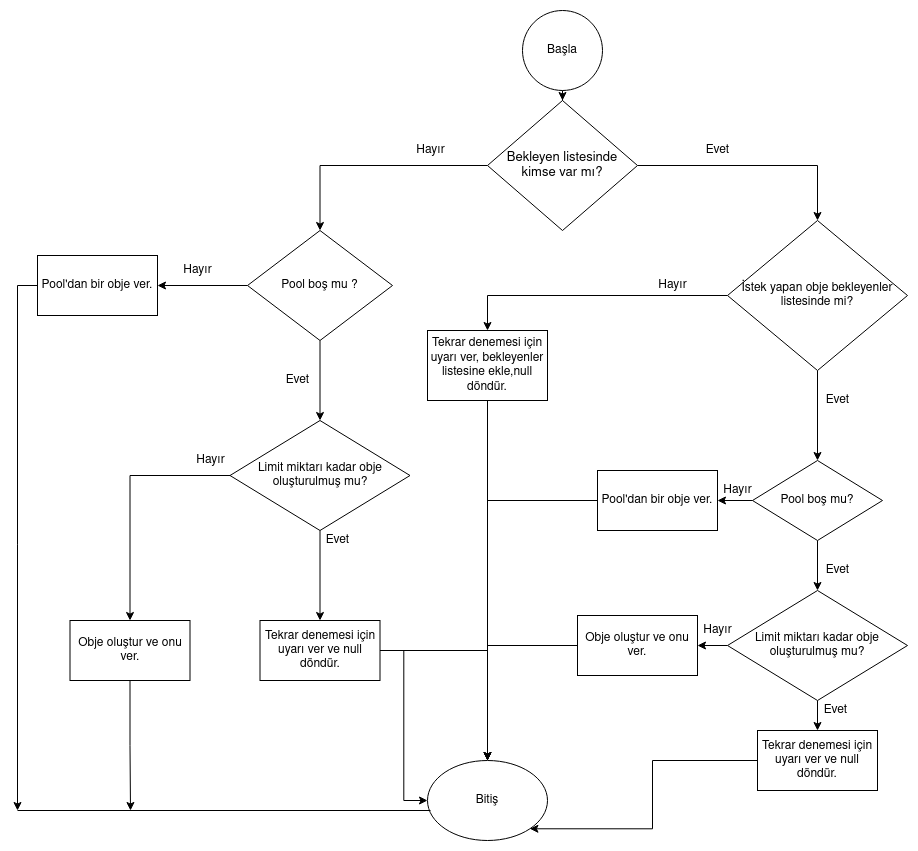 Başla
Hayır
Evet
Bekleyen listesinde
kimse var mı?
Hayır
Pool'dan bir obje ver.
Pool boş mu ?
Hayır
İstek yapan obje bekleyenler
listesinde mi?
Tekrar denemesi için
uyarı ver, bekleyenler
listesine ekle,null
döndür.
Evet
Evet
Hayır
Limit miktarı kadar obje
oluşturulmuş mu?
Pool'dan bir obje ver.
Hayır
Pool boş mu?
Evet
Evet
Obje oluştur ve onu
ver.
Tekrar denemesi için
uyarı ver ve null
döndür.
Obje oluştur ve onu
ver.
Hayır
Limit miktarı kadar obje
oluşturulmuş mu?
Evet
Tekrar denemesi için
uyarı ver ve null
döndür.
Bitiş